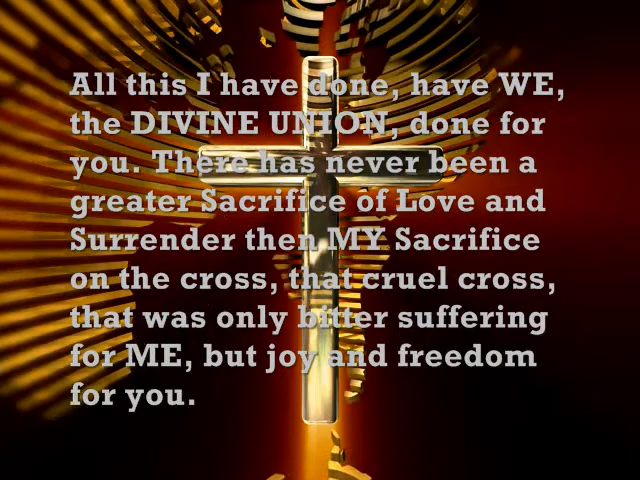 All this I have done, have WE,
the DIVINE UNION, done for
you. There has never been a
greater Sacrifice of Love and
Surrender then MY Sacrifice
on the cross, that cruel cross,
that was only bitter suffering
for ME, but joy and freedom
for you.